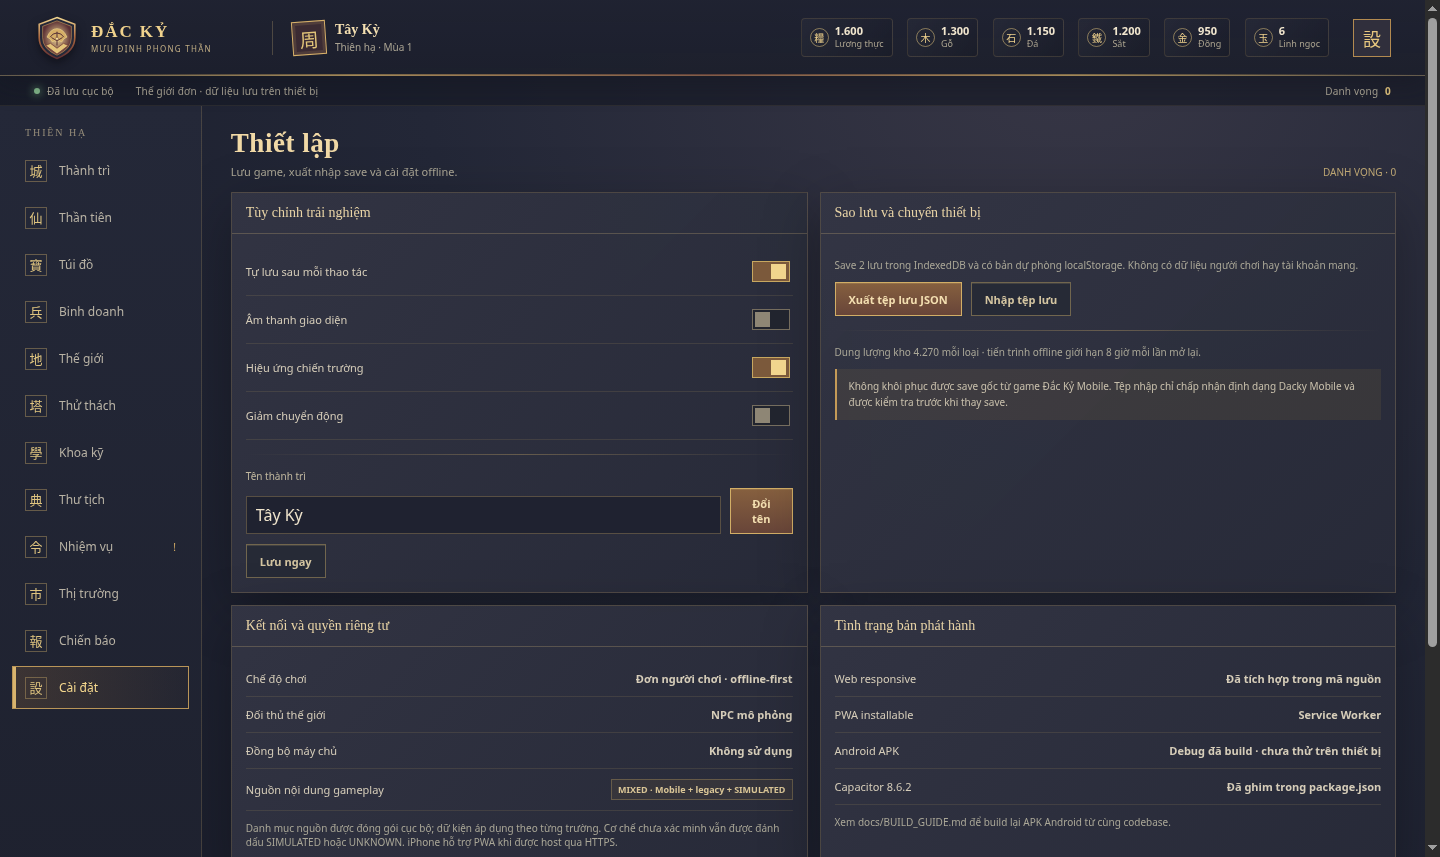 ĐẮC KỶ
MƯU ĐỊNH PHONG THẦN
周
Tây Kỳ
Thiên hạ · Mùa 1
糧 1.600 Lương thực
木 1.300 Gỗ
石 1.150 Đá
鐵 1.200 Sắt
金 950 Đồng
玉 6 Linh ngọc
設
Đã lưu cục bộ
Thế giới đơn · dữ liệu lưu trên thiết bị
Danh vọng 0
THIÊN HẠ
城 Thành trì
仙 Thần tiên
寶 Túi đồ
兵 Binh doanh
地 Thế giới
塔 Thử thách
學 Khoa kỹ
典 Thư tịch
令 Nhiệm vụ !
市 Thị trường
報 Chiến báo
設 Cài đặt
Thiết lập
Lưu game, xuất nhập save và cài đặt offline.
DANH VỌNG · 0
Tùy chỉnh trải nghiệm
Tự lưu sau mỗi thao tác
Âm thanh giao diện
Hiệu ứng chiến trường
Giảm chuyển động
Tên thành trì
Tây Kỳ
Đổi
tên
Lưu ngay
Sao lưu và chuyển thiết bị
Save 2 lưu trong IndexedDB và có bản dự phòng localStorage. Không có dữ liệu người chơi hay tài khoản mạng.
Xuất tệp lưu JSON
Nhập tệp lưu
Dung lượng kho 4.270 mỗi loại · tiến trình offline giới hạn 8 giờ mỗi lần mở lại.
Không khôi phục được save gốc từ game Đắc Kỷ Mobile. Tệp nhập chỉ chấp nhận định dạng Dacky Mobile và
được kiểm tra trước khi thay save.
Kết nối và quyền riêng tư
Chế độ chơi Đơn người chơi · offline-first
Đối thủ thế giới NPC mô phỏng
Đồng bộ máy chủ Không sử dụng
Nguồn nội dung gameplay MIXED · Mobile + legacy + SIMULATED
Danh mục nguồn được đóng gói cục bộ; dữ kiện áp dụng theo từng trường. Cơ chế chưa xác minh vẫn được đánh
dấu SIMULATED hoặc UNKNOWN. iPhone hỗ trợ PWA khi được host qua HTTPS.
Tình trạng bản phát hành
Web responsive Đã tích hợp trong mã nguồn
PWA installable Service Worker
Android APK Debug đã build · chưa thử trên thiết bị
Capacitor 8.6.2 Đã ghim trong package.json
Xem docs/BUILD_GUIDE.md để build lại APK Android từ cùng codebase.